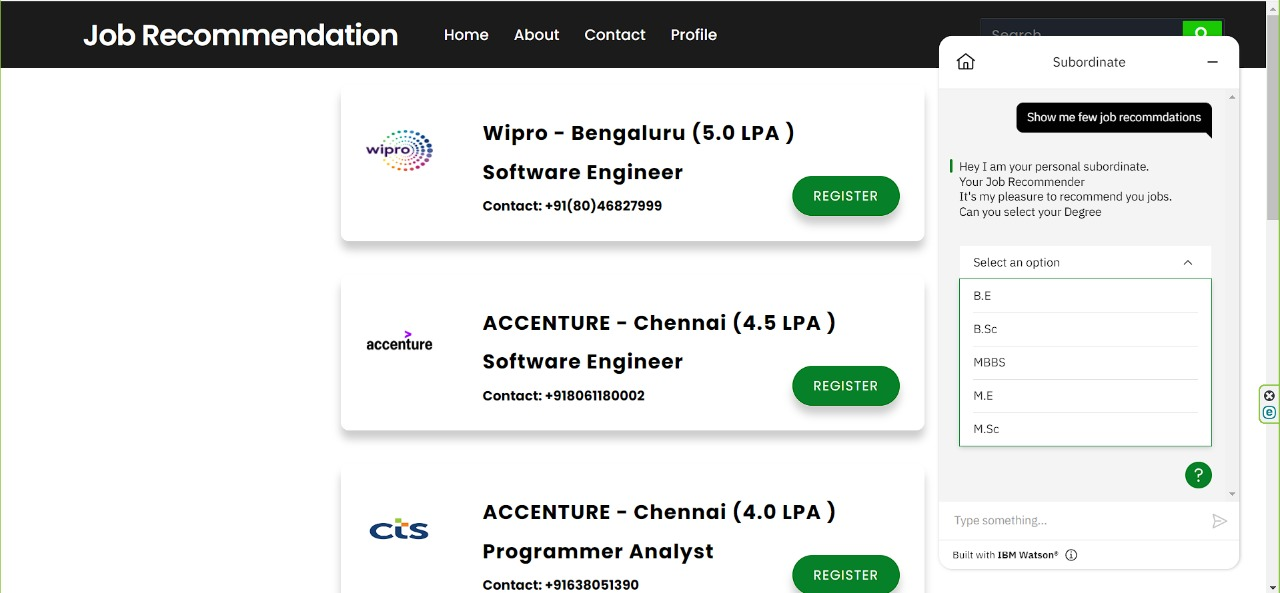 Job Recommendation
Home
About
Contact
Profile
Search
wipro
Wipro - Bengaluru (5.0 LPA )
Software Engineer
Contact: +91(80)46827999
REGISTER
accenture
ACCENTURE - Chennai (4.5 LPA )
Software Engineer
Contact: +918061180002
REGISTER
cts
ACCENTURE - Chennai (4.0 LPA )
Programmer Analyst
Contact: +91638051390
REGISTER
Subordinate
Show me few job recommdations
Hey I am your personal subordinate.
Your Job Recommender
It's my pleasure to recommend you jobs.
Can you select your Degree
Select an option
B.E
B.Sc
MBBS
M.E
M.Sc
?
Type something...
Built with IBM Watson®